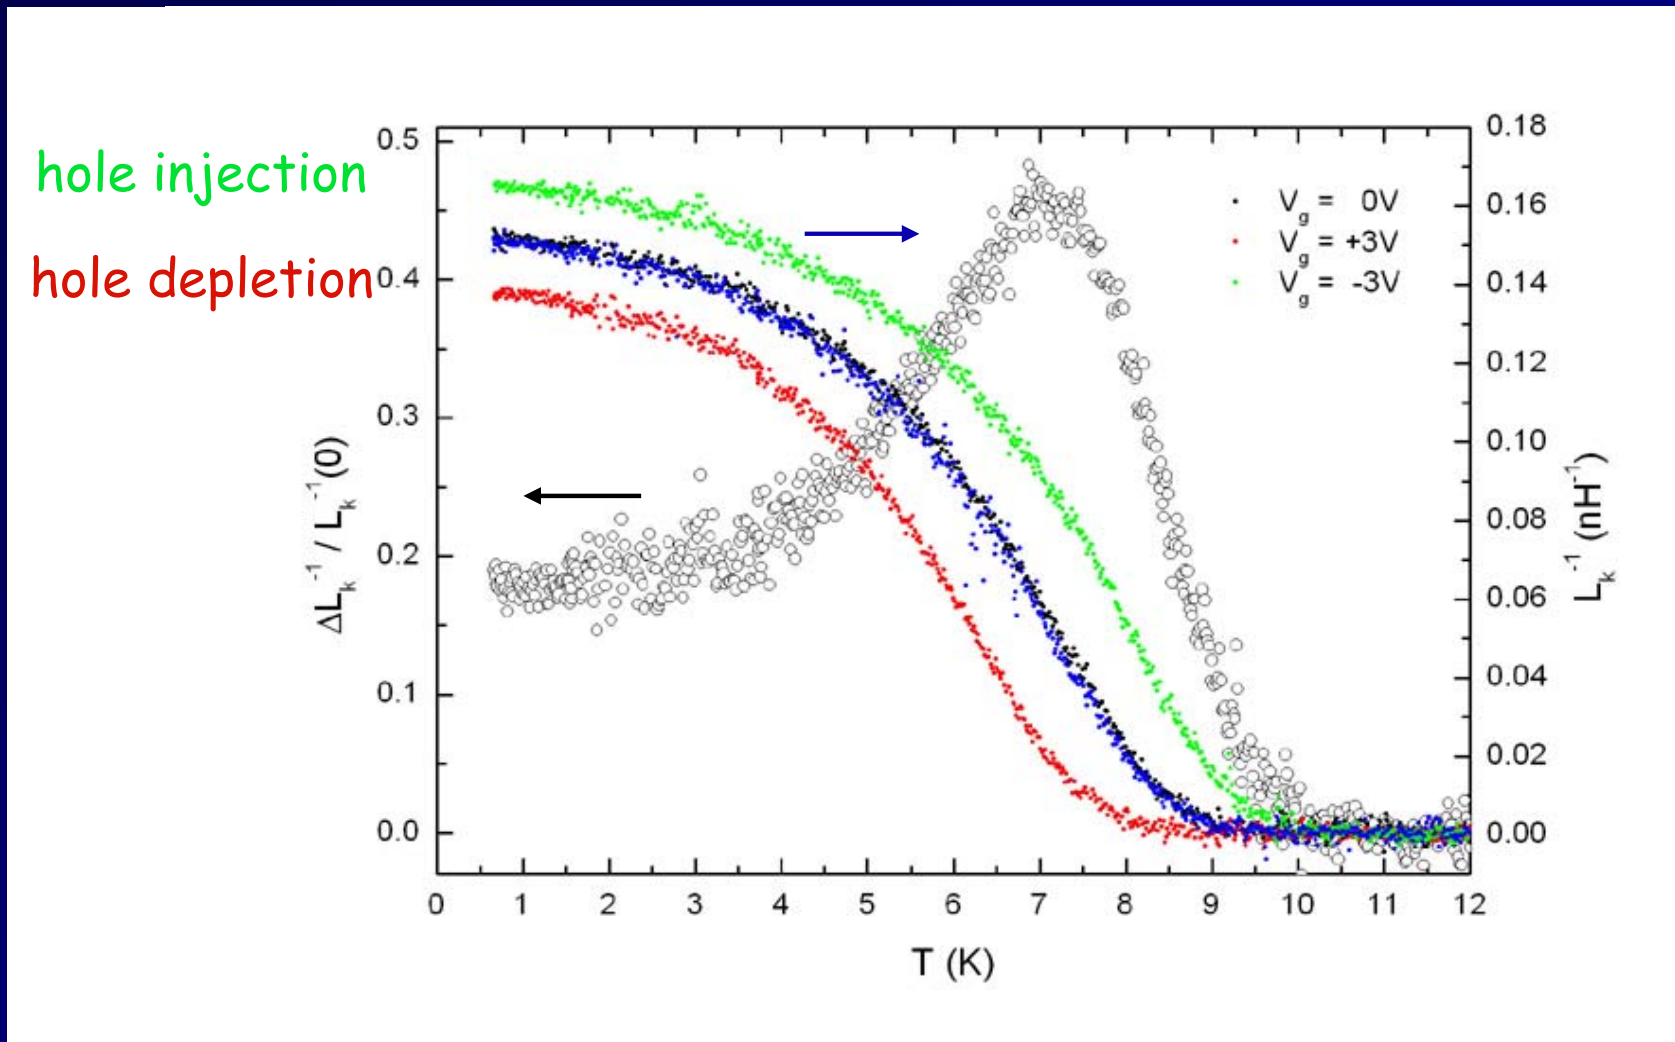 hole injection
hole depletion
0.5
0.4
0.3
0.2
0.1
0.0
ΔL_k^-1 / L_k^-1(0)
0.18
0.16
0.14
0.12
0.10
0.08
0.06
0.04
0.02
0.00
L_k^-1 (nH^-1)
V_g = 0V
V_g = +3V
V_g = -3V
0 1 2 3 4 5 6 7 8 9 10 11 12
T (K)